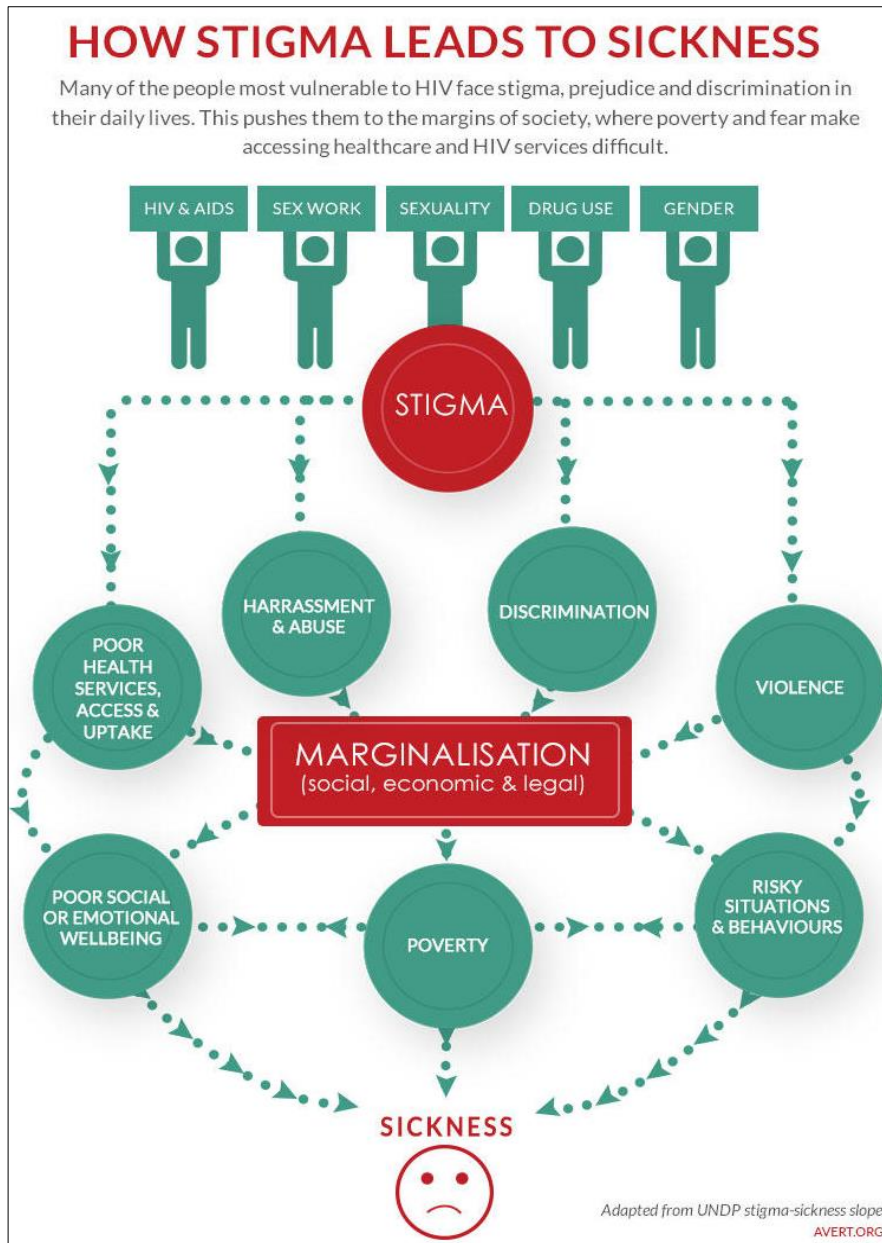 HOW STIGMA LEADS TO SICKNESS
Many of the people most vulnerable to HIV face stigma, prejudice and discrimination in
their daily lives. This pushes them to the margins of society, where poverty and fear make
accessing healthcare and HIV services difficult.
HIV & AIDS
SEX WORK
SEXUALITY
DRUG USE
GENDER
STIGMA
HARRASSMENT
& ABUSE
DISCRIMINATION
POOR
HEALTH
SERVICES,
ACCESS &
UPTAKE
VIOLENCE
MARGINALISATION
(social, economic & legal)
POOR SOCIAL
OR EMOTIONAL
WELLBEING
POVERTY
RISKY
SITUATIONS
& BEHAVIOURS
SICKNESS
Adapted from UNDP stigma-sickness slope
AVERT.ORG